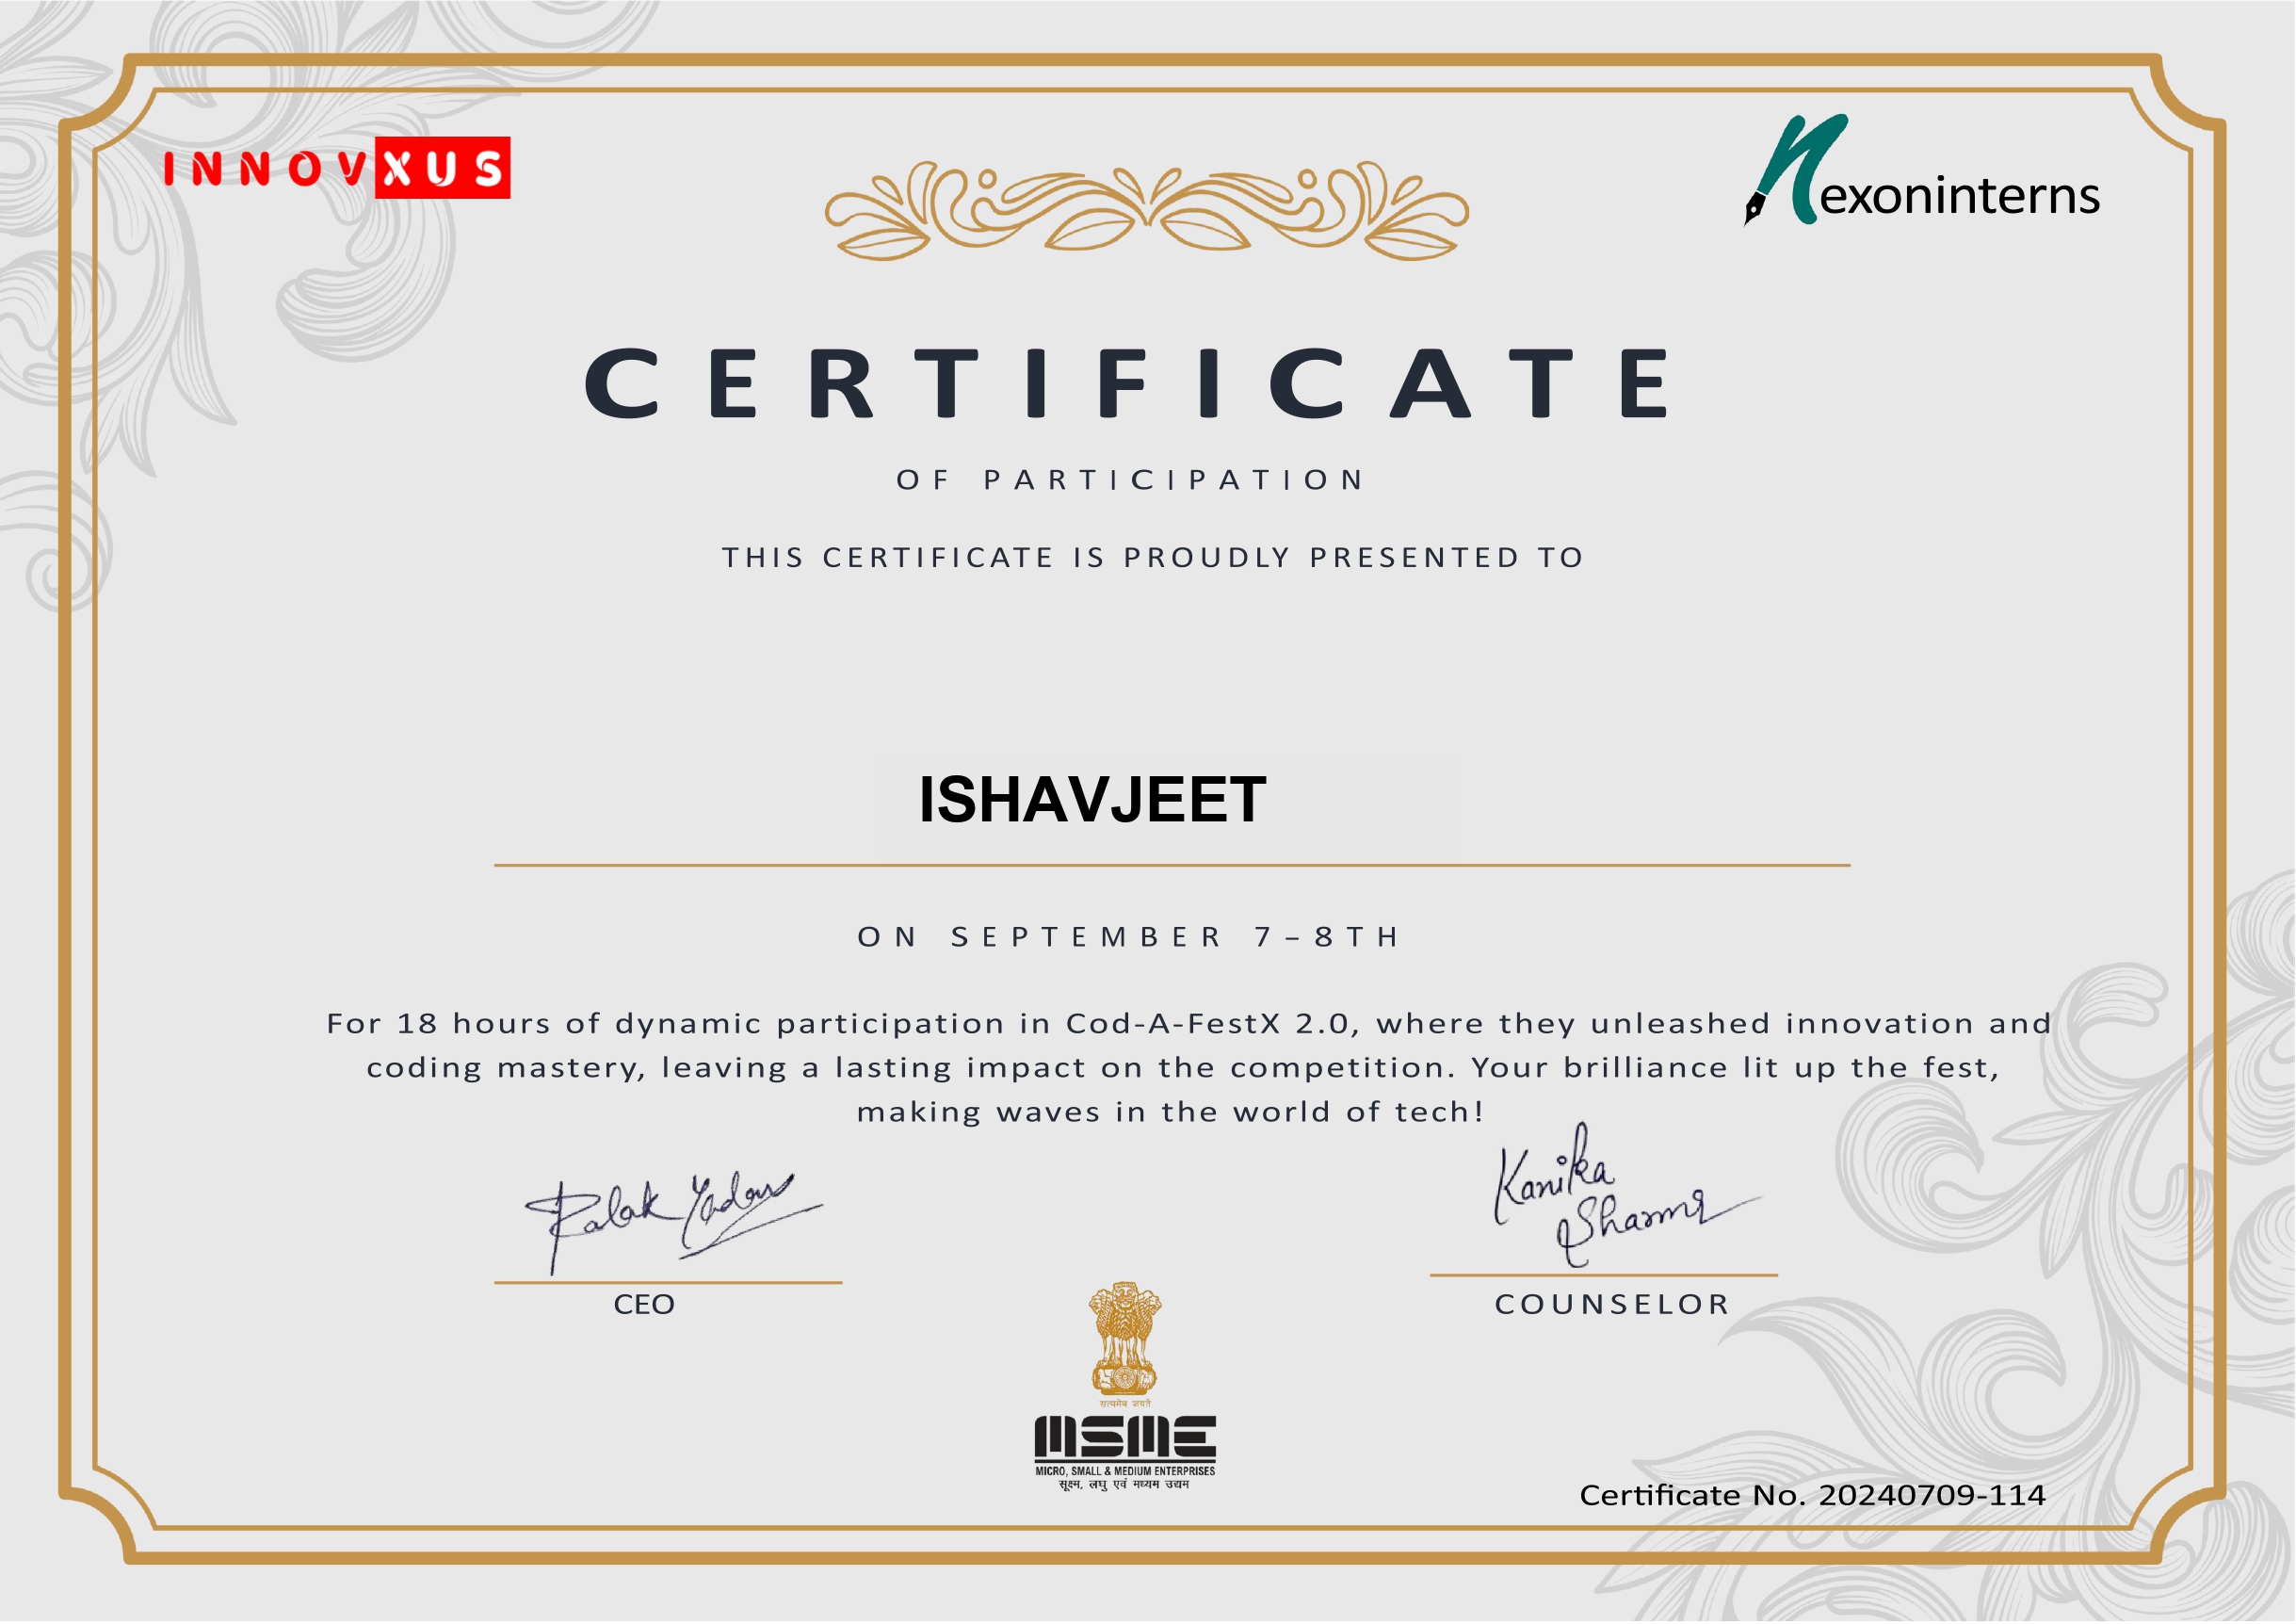 INNOVXUS
nexoninterns
CERTIFICATE
OF PARTICIPATION
THIS CERTIFICATE IS PROUDLY PRESENTED TO
ISHAVJEET
ON SEPTEMBER 7-8TH
For 18 hours of dynamic participation in Cod-A-FestX 2.0, where they unleashed innovation and
coding mastery, leaving a lasting impact on the competition. Your brilliance lit up the fest,
making waves in the world of tech!
Palak Yadav
Kanika
Sharma
CEO
COUNSELOR
सत्यमेव जयते
MSME
MICRO, SMALL & MEDIUM ENTERPRISES
सूक्ष्म, लघु एवं मध्यम उद्यम
Certificate No. 20240709-114